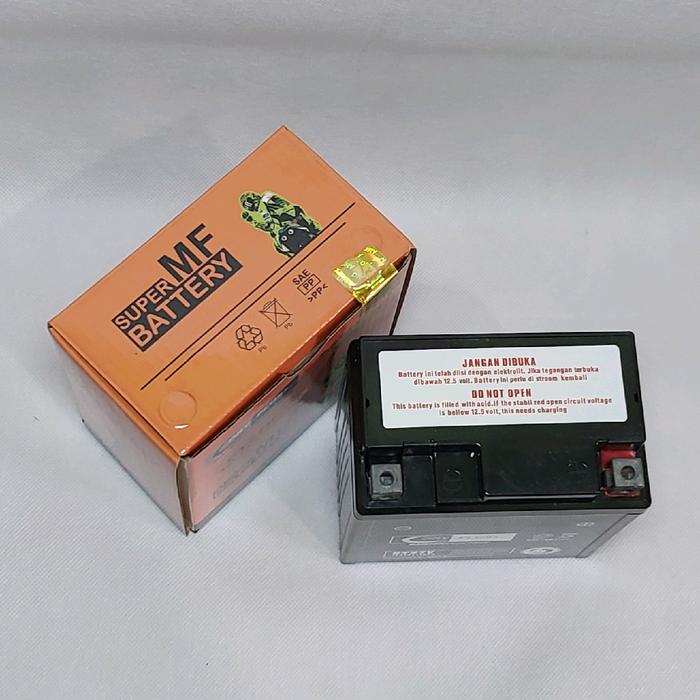 SUPER MF
BATTERY
SAE
PP
>PP<
Pb
Pb
JANGAN DIBUKA
Battery ini telah diisi dengan elektrolit. Jika tegangan terbuka
dibawah 12.5 volt. Battery ini perlu di stroom kembali
DO NOT OPEN
This battery is filled with acid.if the stabil red open circuit voltage
is bellow 12.5 volt, this needs charging